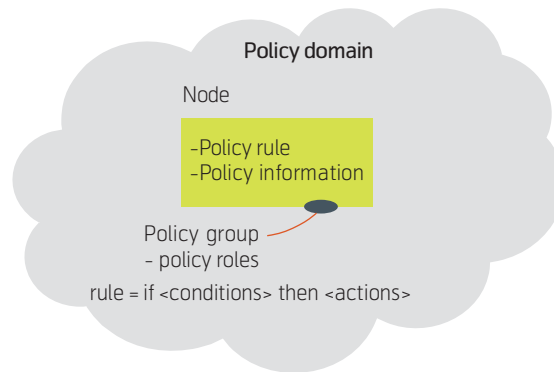 Policy domain
Node
-Policy rule
-Policy information
Policy group
- policy roles
rule = if <conditions> then <actions>